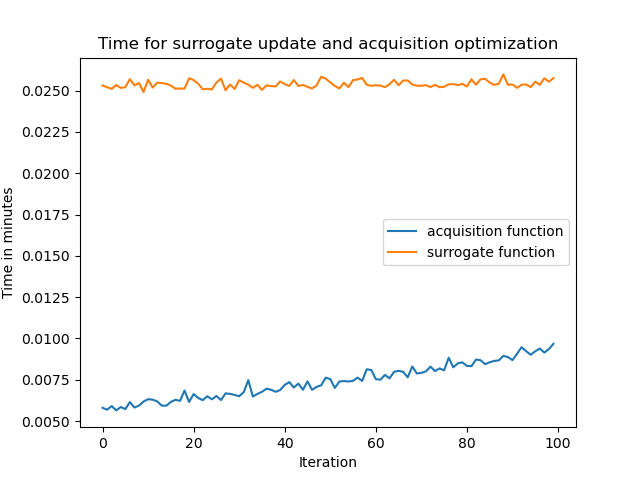 Time for surrogate update and acquisition optimization
Time in minutes
0.0250
0.0225
0.0200
0.0175
0.0150
0.0125
0.0100
0.0075
0.0050
acquisition function
surrogate function
0 20 40 60 80 100
Iteration